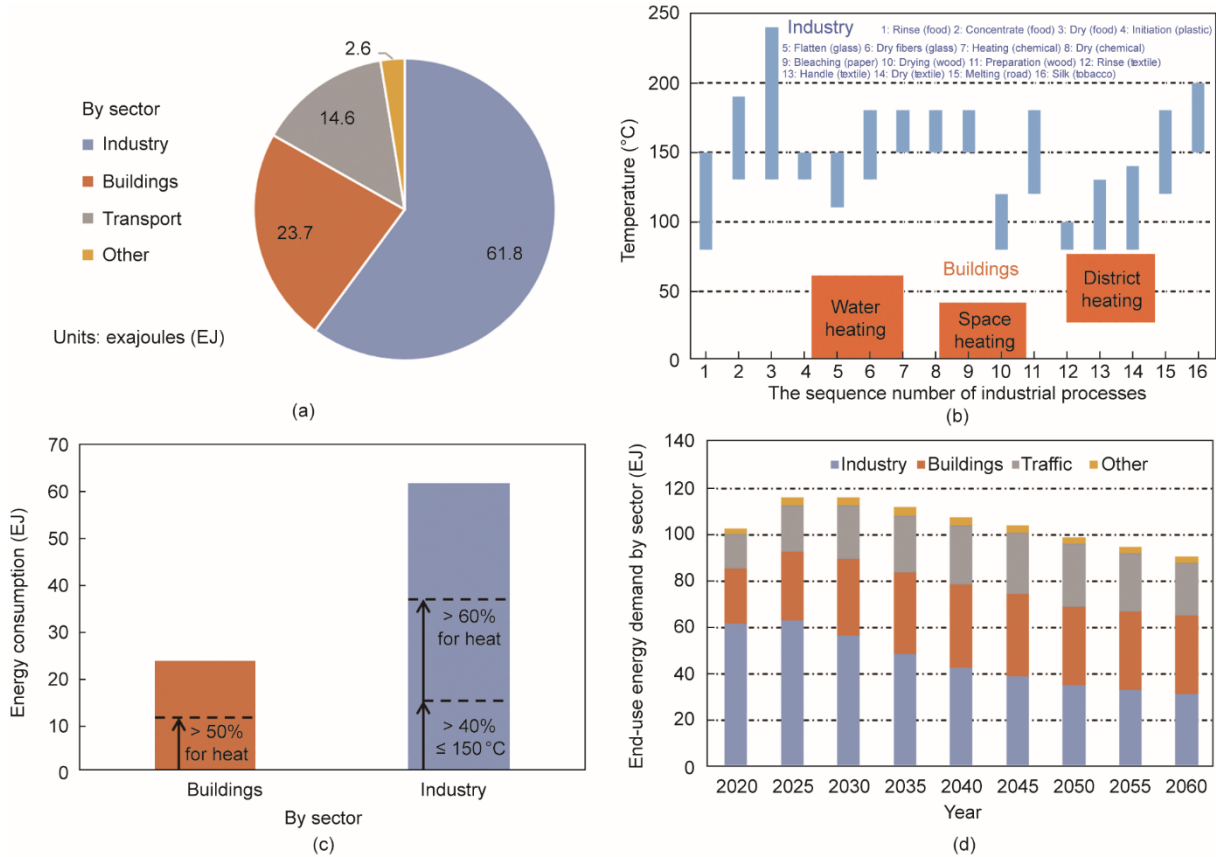 By sector
Industry
Buildings
Transport
Other
Units: exajoules (EJ)
2.6
14.6
23.7
61.8
(a)
Temperature (°C)
250
200
150
100
50
0
Industry 1: Rinse (food) 2: Concentrate (food) 3: Dry (food) 4: Initiation (plastic)
5: Flatten (glass) 6: Dry fibers (glass) 7: Heating (chemical) 8: Dry (chemical)
9: Bleaching (paper) 10: Drying (wood) 11: Preparation (wood) 12: Rinse (textile)
13: Handle (textile) 14: Dry (textile) 15: Melting (road) 16: Silk (tobacco)
Buildings
Water
heating
Space
heating
District
heating
1 2 3 4 5 6 7 8 9 10 11 12 13 14 15 16
The sequence number of industrial processes
(b)
Energy consumption (EJ)
70
60
50
40
30
20
10
0
> 50%
for heat
> 60%
for heat
> 40%
≤ 150 °C
Buildings Industry
By sector
(c)
End-use energy demand by sector (EJ)
140
120
100
80
60
40
20
0
Industry Buildings Traffic Other
2020 2025 2030 2035 2040 2045 2050 2055 2060
Year
(d)